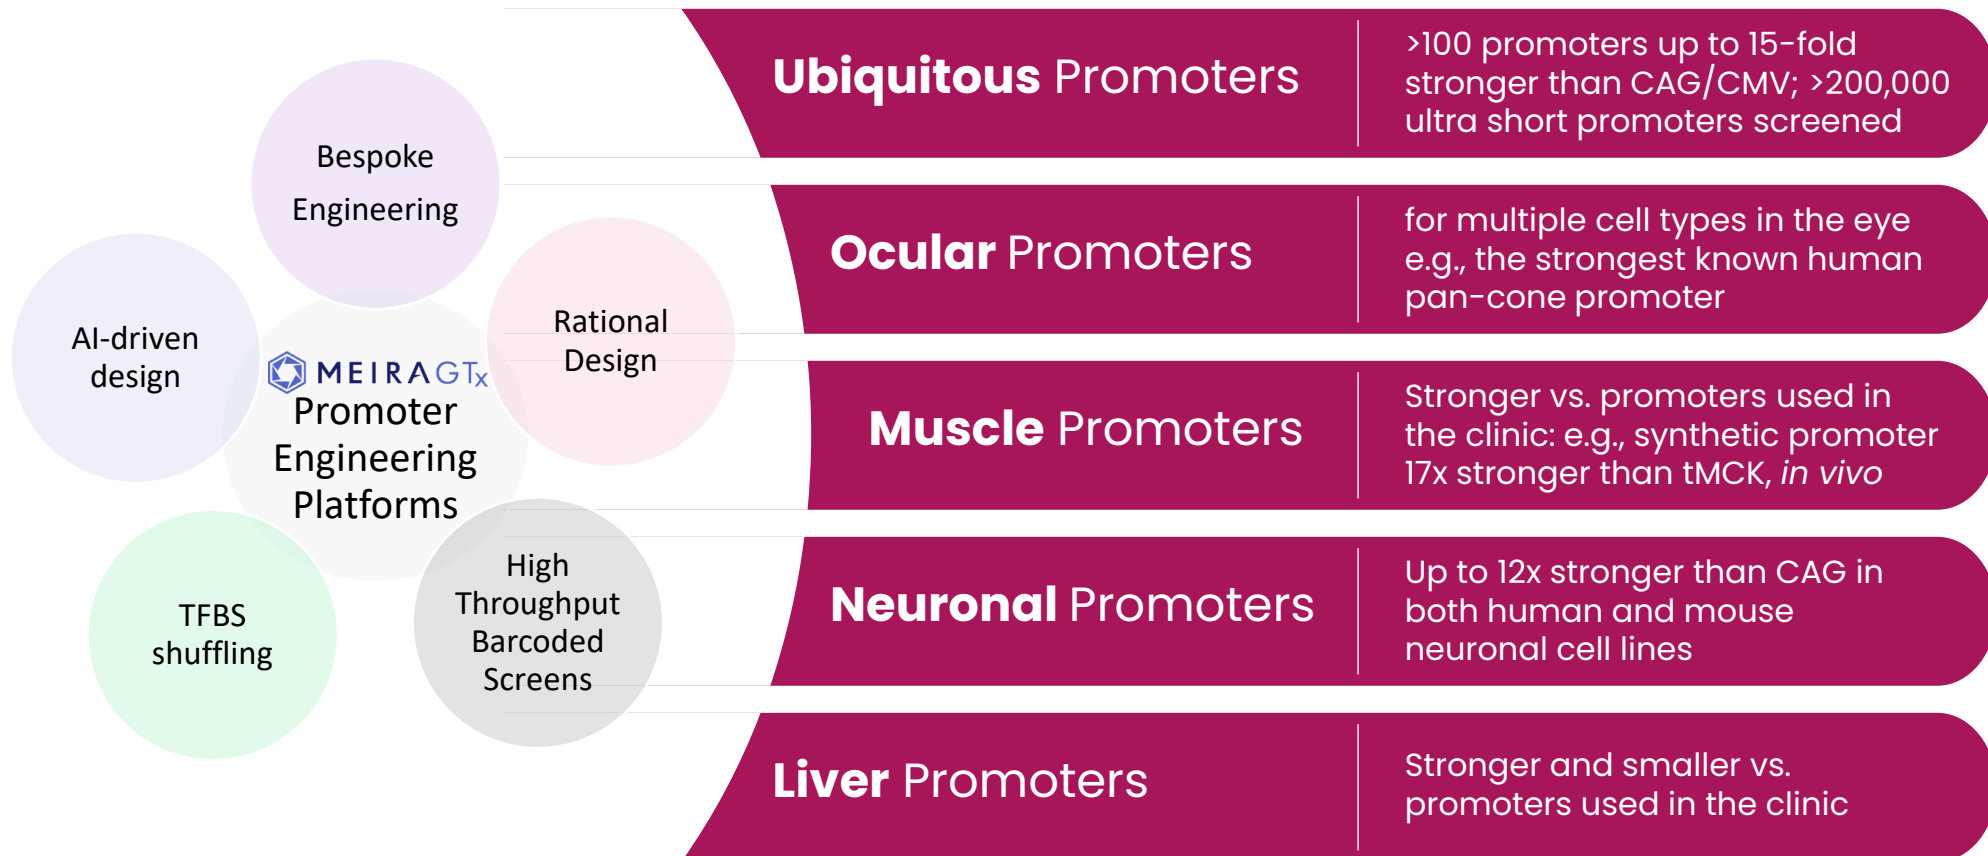 Bespoke
Engineering
AI-driven
design
Rational
Design
MEIRAGTx
Promoter
Engineering
Platforms
TFBS
shuffling
High
Throughput
Barcoded
Screens
Ubiquitous Promoters
>100 promoters up to 15-fold
stronger than CAG/CMV; >200,000
ultra short promoters screened
Ocular Promoters
for multiple cell types in the eye
e.g., the strongest known human
pan-cone promoter
Muscle Promoters
Stronger vs. promoters used in
the clinic: e.g., synthetic promoter
17x stronger than tMCK, in vivo
Neuronal Promoters
Up to 12x stronger than CAG in
both human and mouse
neuronal cell lines
Liver Promoters
Stronger and smaller vs.
promoters used in the clinic